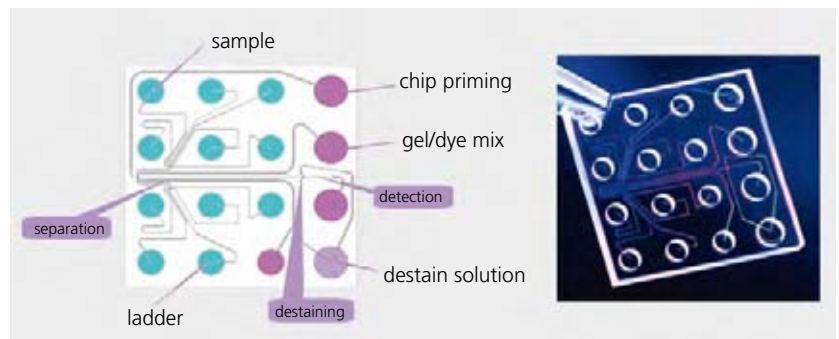 sample
chip priming
gel/dye mix
detection
separation
destain solution
destaining
ladder